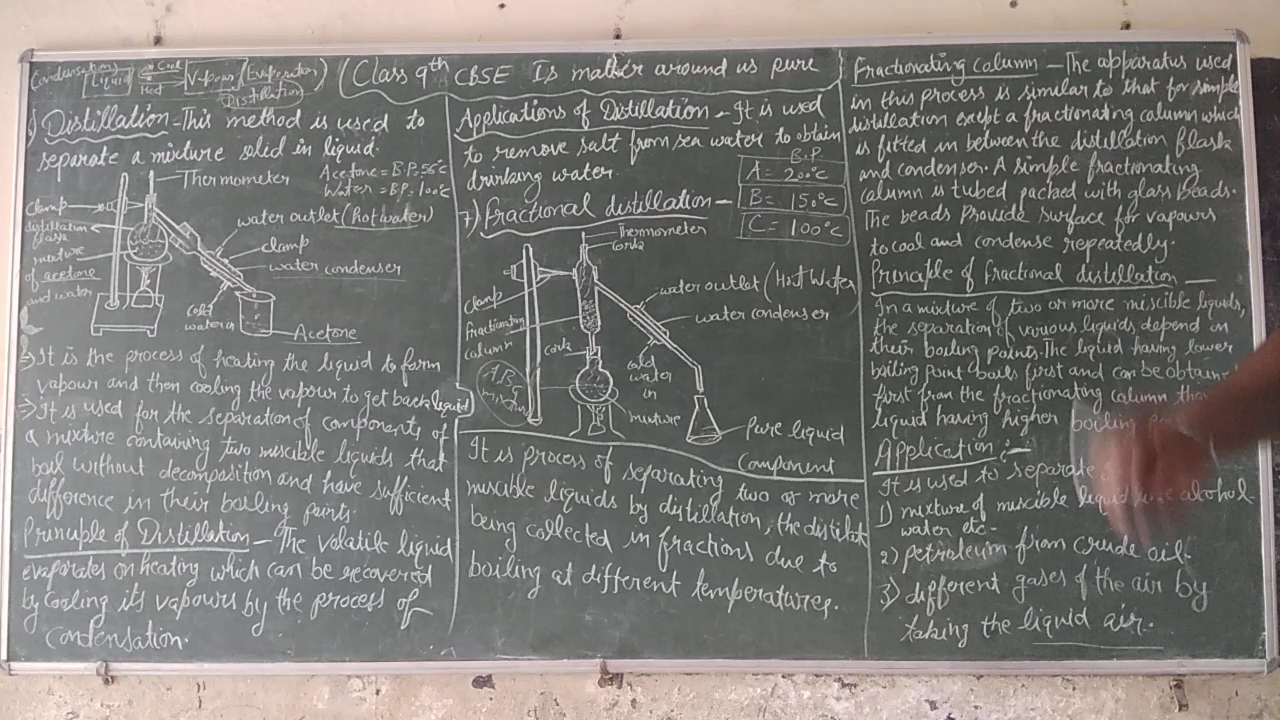 Condensation
Liquid Cool Heat Vapour (Evaporation)
Distillation
(Class 9th CBSE Is matter around us pure
6) Distillation - This method is used to
separate a mixture solid in liquid.
Acetone = B.P = 56°C
Water = B.P = 100°C
Thermometer
Clamp
distillation flask
mixture
of acetone
and water
water outlet (hot water)
clamp
water condenser
cold
water in
Acetone
=> It is the process of heating the liquid to form
vapour and then cooling the vapour to get back liquid
=> It is used for the separation of components of
a mixture containing two miscible liquids that
boil without decomposition and have sufficient
difference in their boiling points.
Principle of Distillation - The volatile liquid
evaporates on heating which can be recovered
by cooling its vapours by the process of
condensation.
Applications of Distillation - It is used
to remove salt from sea water to obtain
drinking water.
B.P
A = 200°C
B = 150°C
C = 100°C
7) fractional distillation -
Thermometer
Cork
Clamp
fractionating
column
cork
mixture
water outlet (Hot Water
water condenser
cold
water
in
mixture
Pure liquid
Component
It is process of separating two or more
miscible liquids by distillation, the distilat
being collected in fractions due to
boiling at different temperatures.
Fractionating Column - The apparatus used
in this process is similar to that for simple
distillation except a fractionating column which
is fitted in between the distillation flask
and condenser. A simple fractionating
column is tubed packed with glass beads.
The beads Provide surface for vapours
to cool and condense repeatedly.
Principle of fractional distillation -
In a mixture of two or more miscible liquids,
the separation of various liquids depend on
their boiling points. The liquid having lower
boiling point boils first and can be obtained
first from the fractionating column
liquid having higher boiling
Application :-
It is used to separate
1) mixture of miscible liquid alcohol
water etc-
2) petroleum from crude oil.
3) different gases of the air by
taking the liquid air.